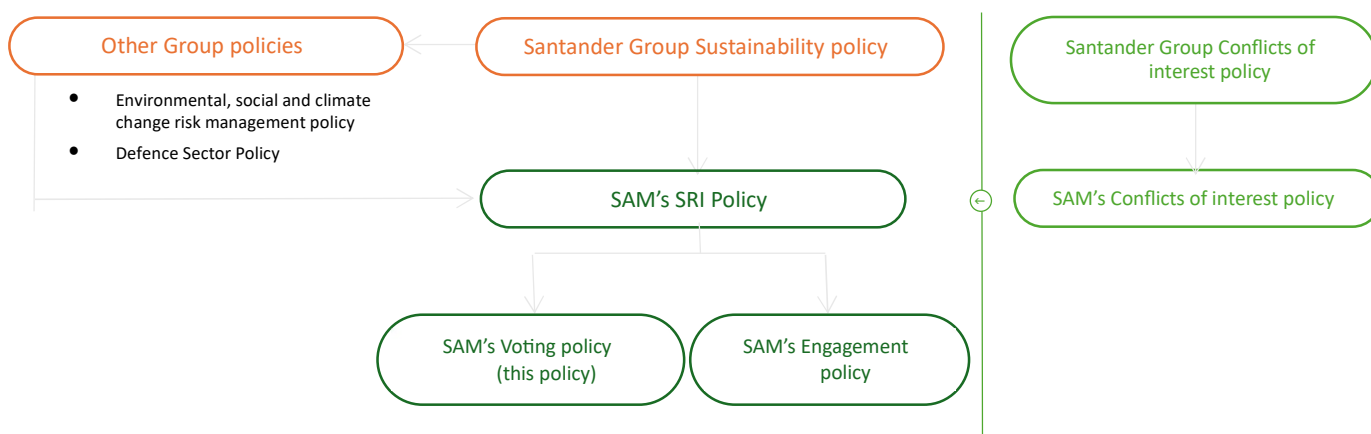 Other Group policies
Santander Group Sustainability policy
Santander Group Conflicts of
interest policy
• Environmental, social and climate
change risk management policy
• Defence Sector Policy
SAM's SRI Policy
←
SAM's Conflicts of interest policy
SAM's Voting policy
(this policy)
SAM's Engagement
policy